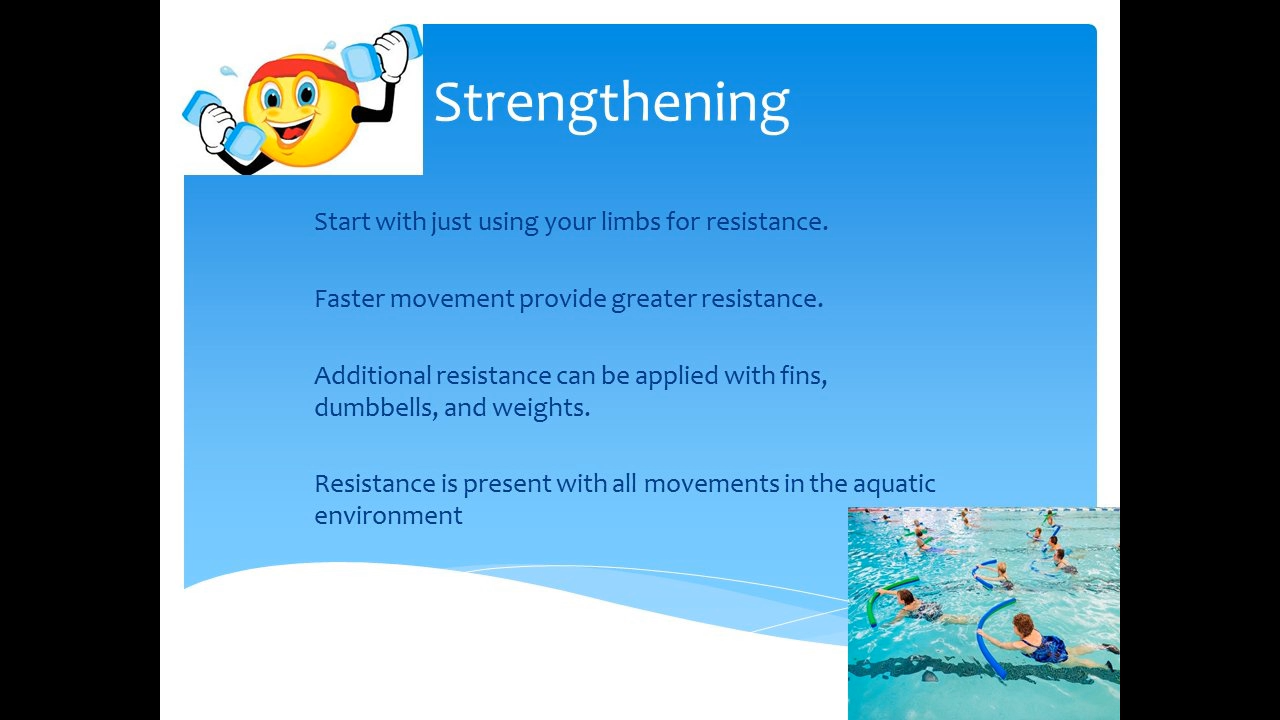 Strengthening
Start with just using your limbs for resistance.
Faster movement provide greater resistance.
Additional resistance can be applied with fins,
dumbbells, and weights.
Resistance is present with all movements in the aquatic
environment